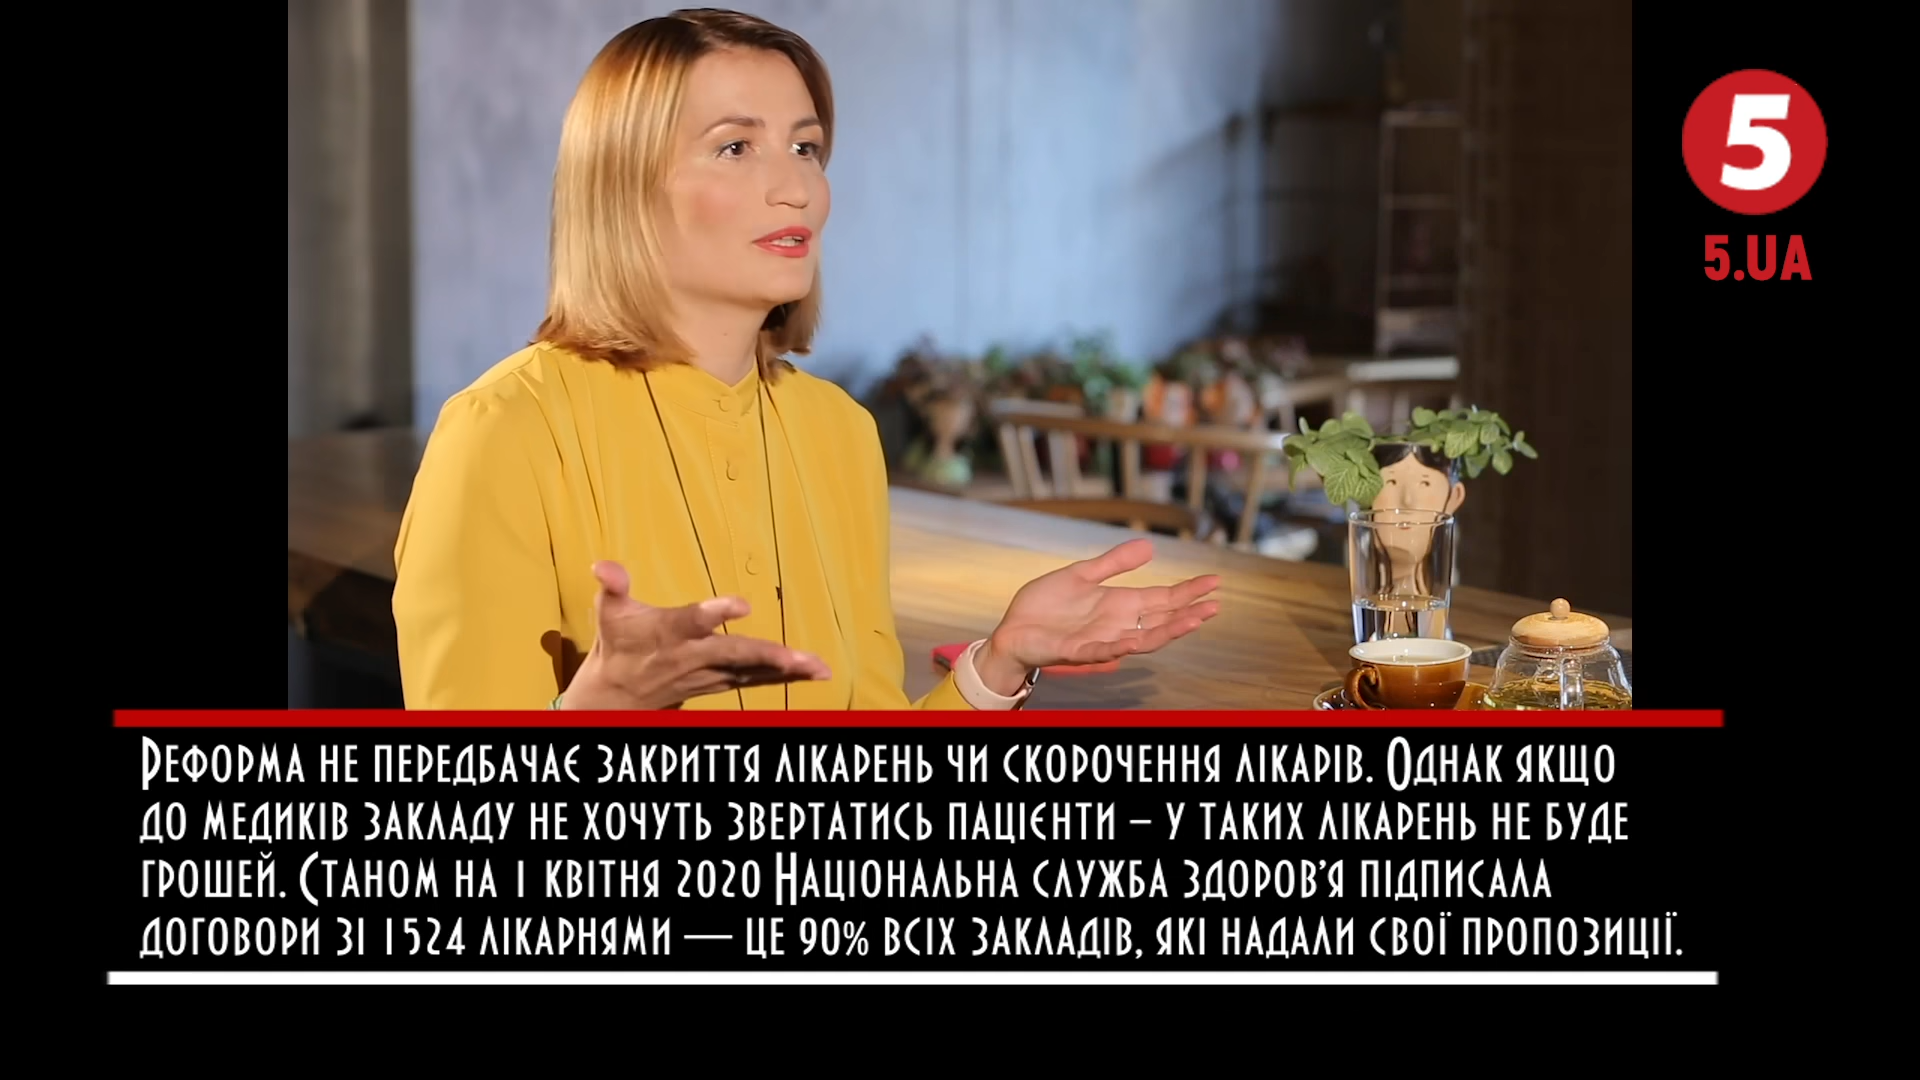 5
5.UA
Реформа не передбачає закриття лікарень чи скорочення лікарів. Однак якщо
до медиків закладу не хочуть звертатись пацієнти – у таких лікарень не буде
грошей. Станом на 1 квітня 2020 Національна служба здоров’я підписала
договори зі 1524 лікарнями — це 90% всіх закладів, які надали свої пропозиції.